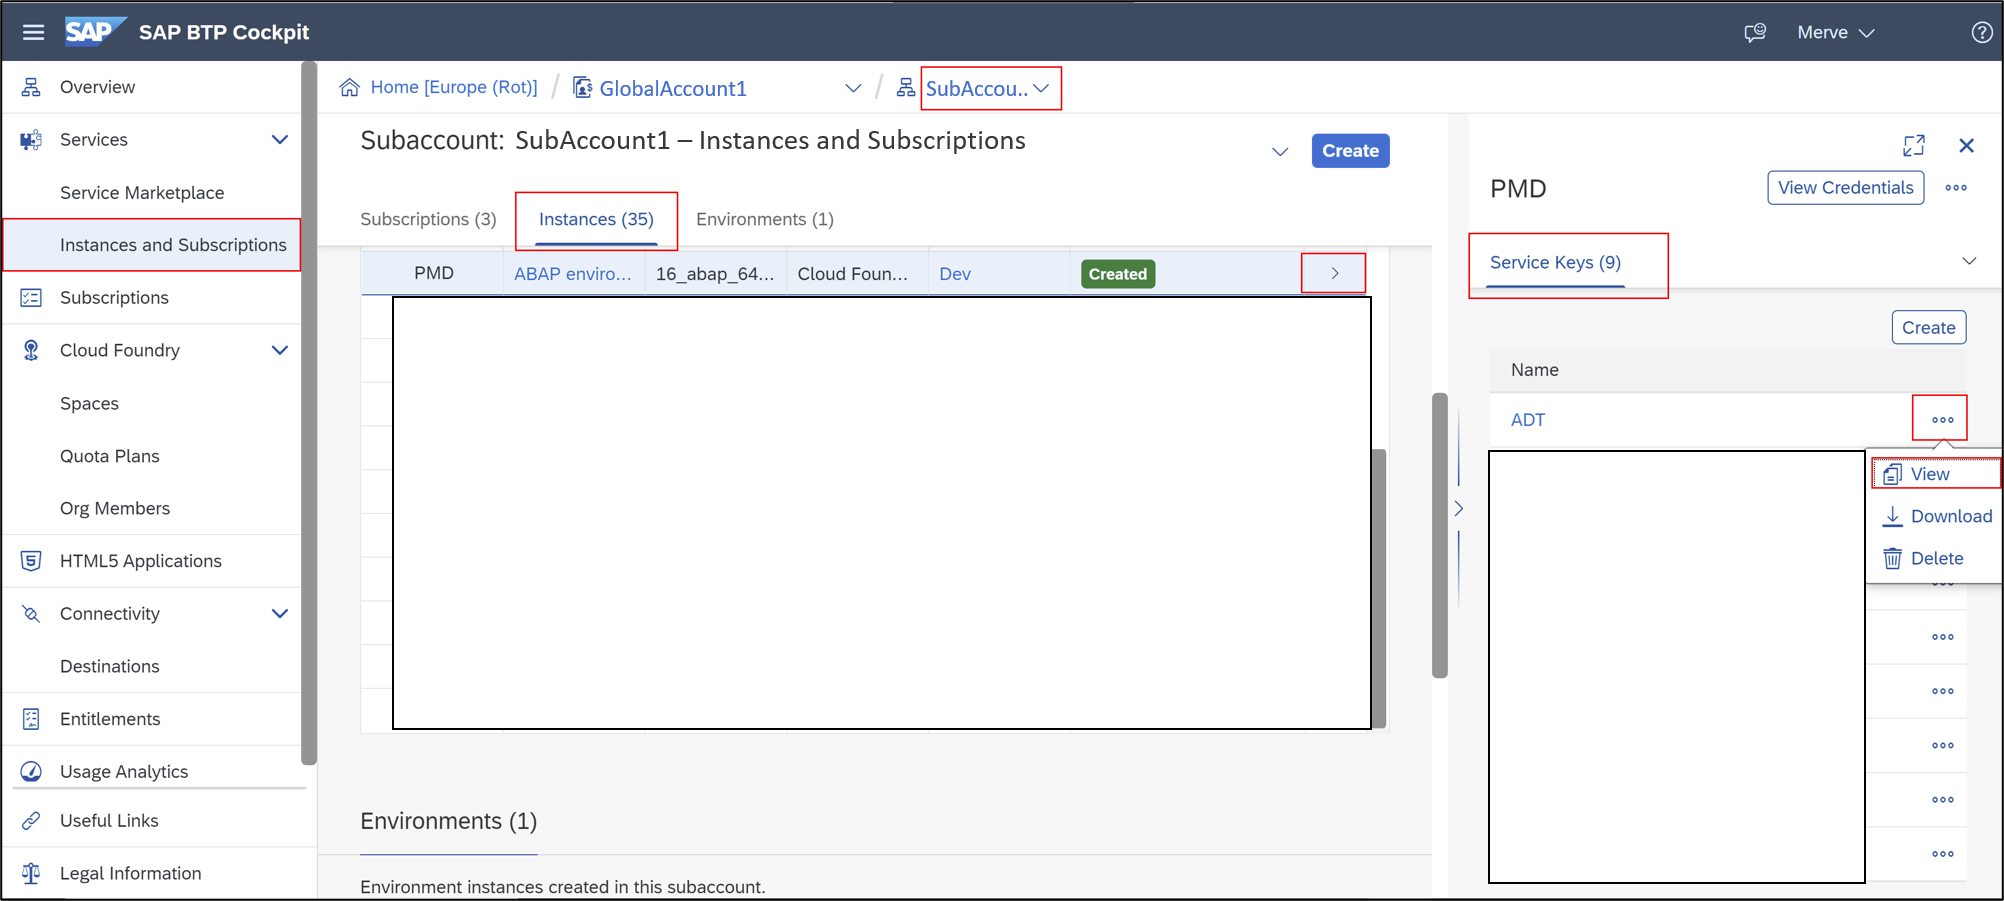 SAP SAP BTP Cockpit
Merve
Overview
Services
Service Marketplace
Instances and Subscriptions
Subscriptions
Cloud Foundry
Spaces
Quota Plans
Org Members
HTML5 Applications
Connectivity
Destinations
Entitlements
Usage Analytics
Useful Links
Legal Information
Home [Europe (Rot)] / GlobalAccount1 / SubAccou..
Subaccount: SubAccount1 – Instances and Subscriptions
Create
Subscriptions (3) Instances (35) Environments (1)
PMD ABAP enviro... 16_abap_64... Cloud Foun... Dev Created
Environments (1)
Environment instances created in this subaccount.
PMD
View Credentials
Service Keys (9)
Create
Name
ADT
View
Download
Delete